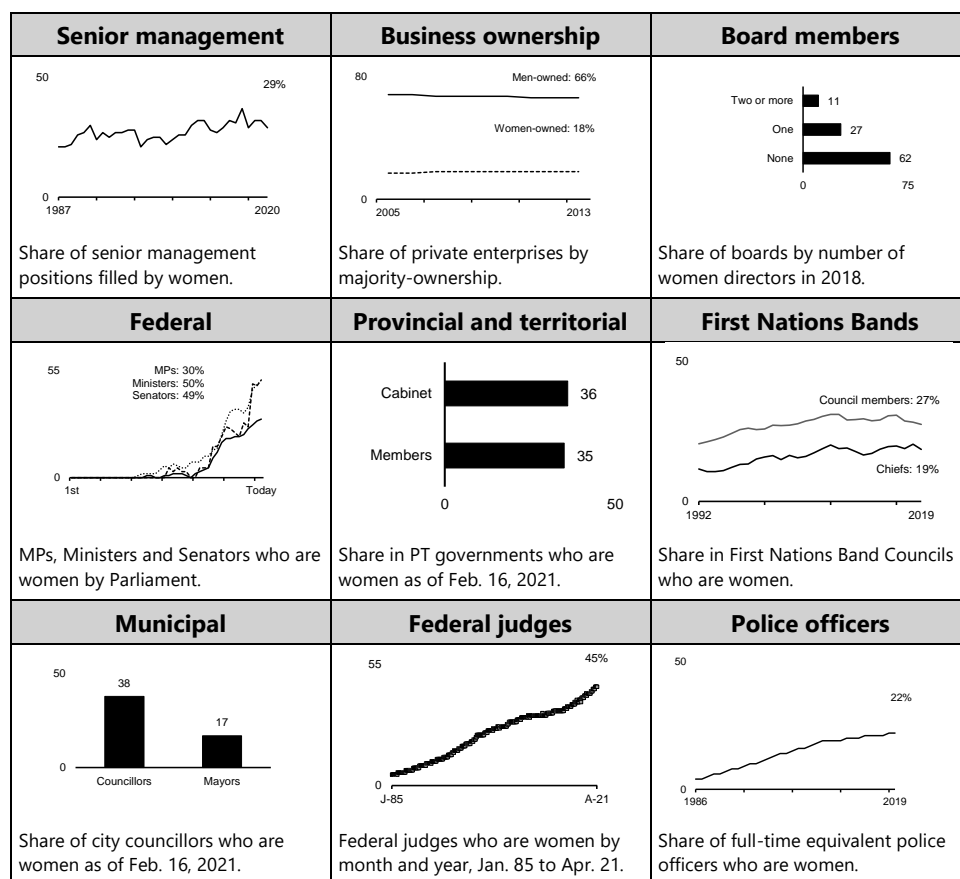 Senior management
50
29%
0
1987
2020
Share of senior management
positions filled by women.
Business ownership
80
Men-owned: 66%
Women-owned: 18%
0
2005
2013
Share of private enterprises by
majority-ownership.
Board members
Two or more
11
One
27
None
62
0
75
Share of boards by number of
women directors in 2018.
Federal
55
MPs: 30%
Ministers: 50%
Senators: 49%
0
1st
Today
MPs, Ministers and Senators who are
women by Parliament.
Provincial and territorial
Cabinet
36
Members
35
0
50
Share in PT governments who are
women as of Feb. 16, 2021.
First Nations Bands
50
Council members: 27%
Chiefs: 19%
0
1992
2019
Share in First Nations Band Councils
who are women.
Municipal
50
38
17
0
Councillors
Mayors
Share of city councillors who are
women as of Feb. 16, 2021.
Federal judges
55
45%
0
J-85
A-21
Federal judges who are women by
month and year, Jan. 85 to Apr. 21.
Police officers
50
22%
0
1986
2019
Share of full-time equivalent police
officers who are women.